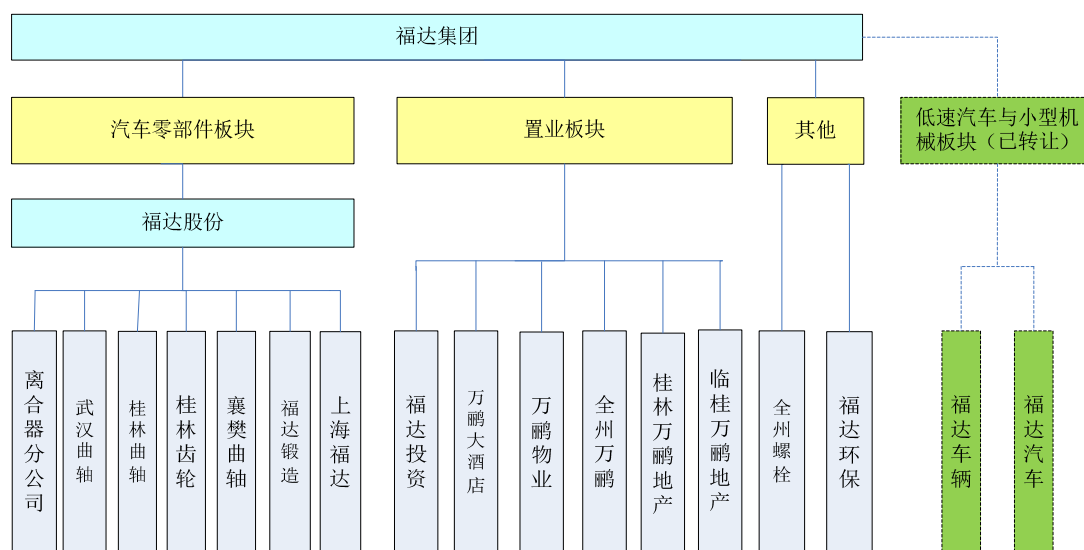 福达集团
汽车零部件板块
置业板块
其他
低速汽车与小型机
械板块（已转让）
福达股份
离合器分公司
武汉曲轴
桂林曲轴
桂林齿轮
襄樊曲轴
福达锻造
上海福达
福达投资
万鹂大酒店
万鹂物业
全州万鹂
桂林万鹂地产
临桂万鹂地产
全州螺栓
福达环保
福达车辆
福达汽车